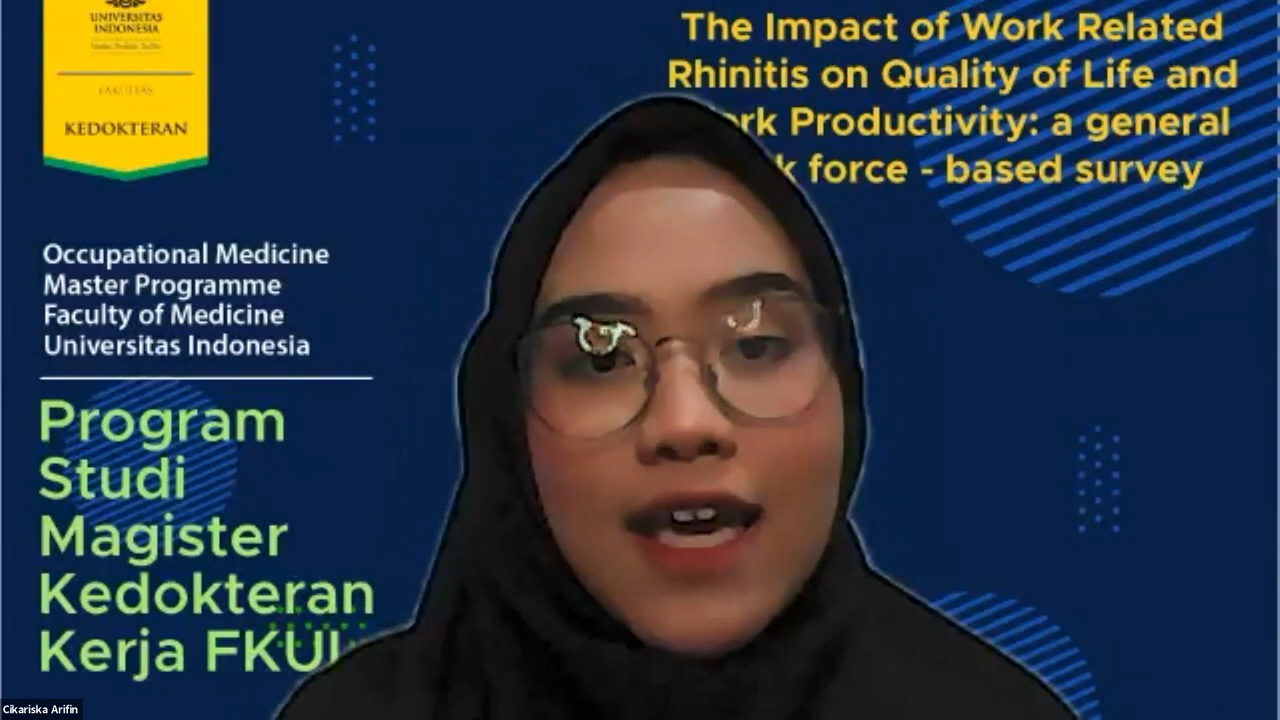 UNIVERSITAS
INDONESIA
FAKULTAS
KEDOKTERAN
The Impact of Work Related
Rhinitis on Quality of Life and
ork Productivity: a general
k force - based survey
Occupational Medicine
Master Programme
Faculty of Medicine
Universitas Indonesia
Program
Studi
Magister
Kedokteran
Kerja FKUI
Cikariska Arifin